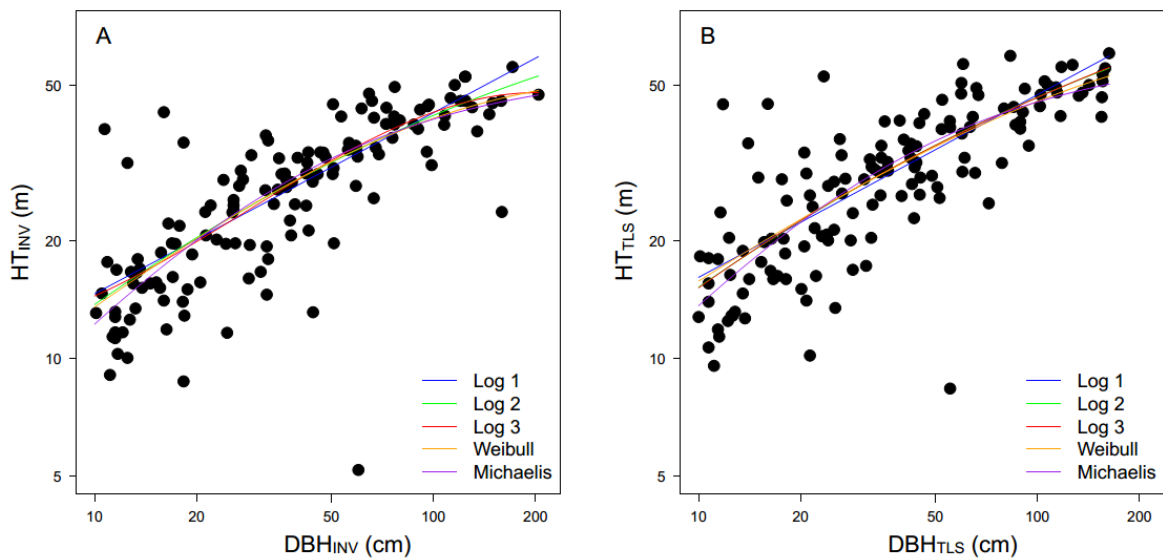 A
50
20
10
5
HTINV (m)
Log 1
Log 2
Log 3
Weibull
Michaelis
10 20 50 100 200
DBHINV (cm)
B
50
20
10
5
HTTLS (m)
Log 1
Log 2
Log 3
Weibull
Michaelis
10 20 50 100 200
DBHTLS (cm)